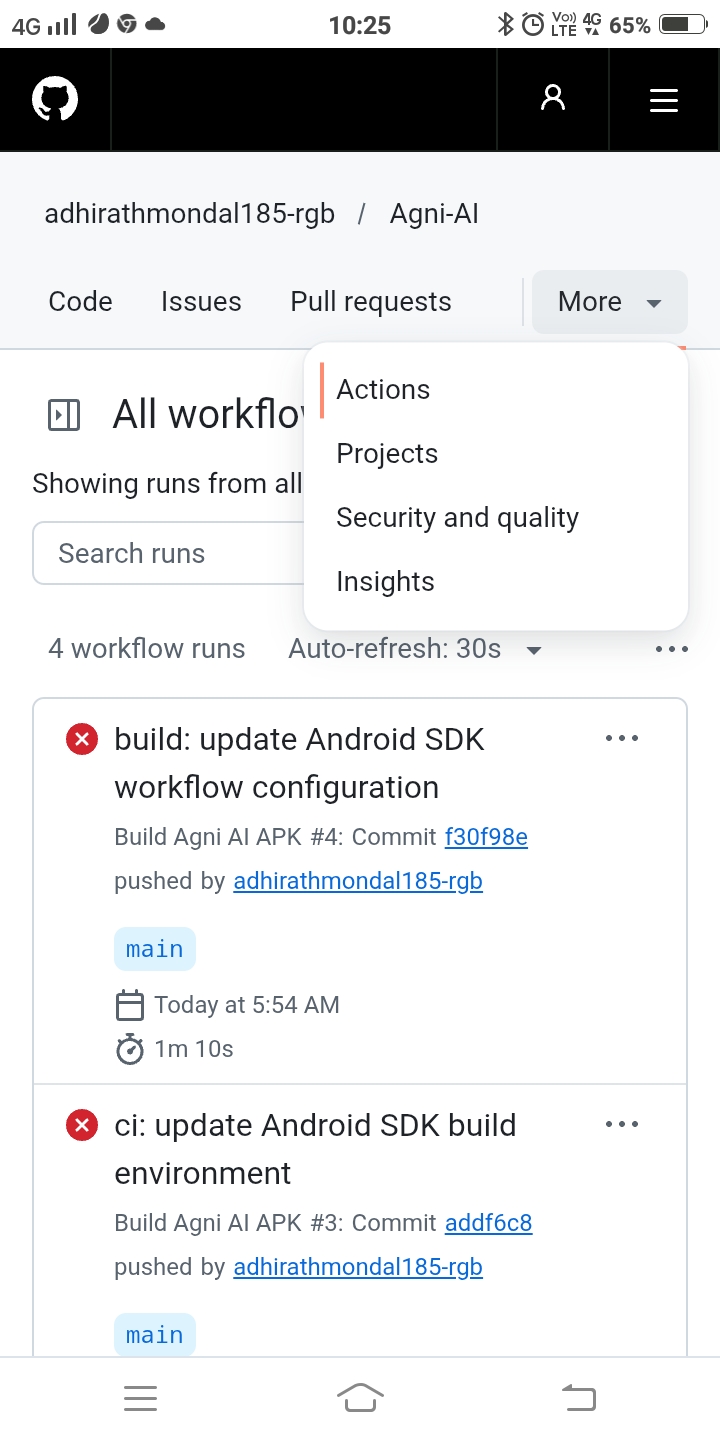 4G 10:25 Vo)) LTE 4G 65%
adhirathmondal185-rgb / Agni-AI
Code Issues Pull requests More
Actions
All workflo
Projects
Showing runs from all
Security and quality
Search runs
Insights
4 workflow runs Auto-refresh: 30s
build: update Android SDK
workflow configuration
Build Agni AI APK #4: Commit f30f98e
pushed by adhirathmondal185-rgb
main
Today at 5:54 AM
1m 10s
ci: update Android SDK build
environment
Build Agni AI APK #3: Commit addf6c8
pushed by adhirathmondal185-rgb
main